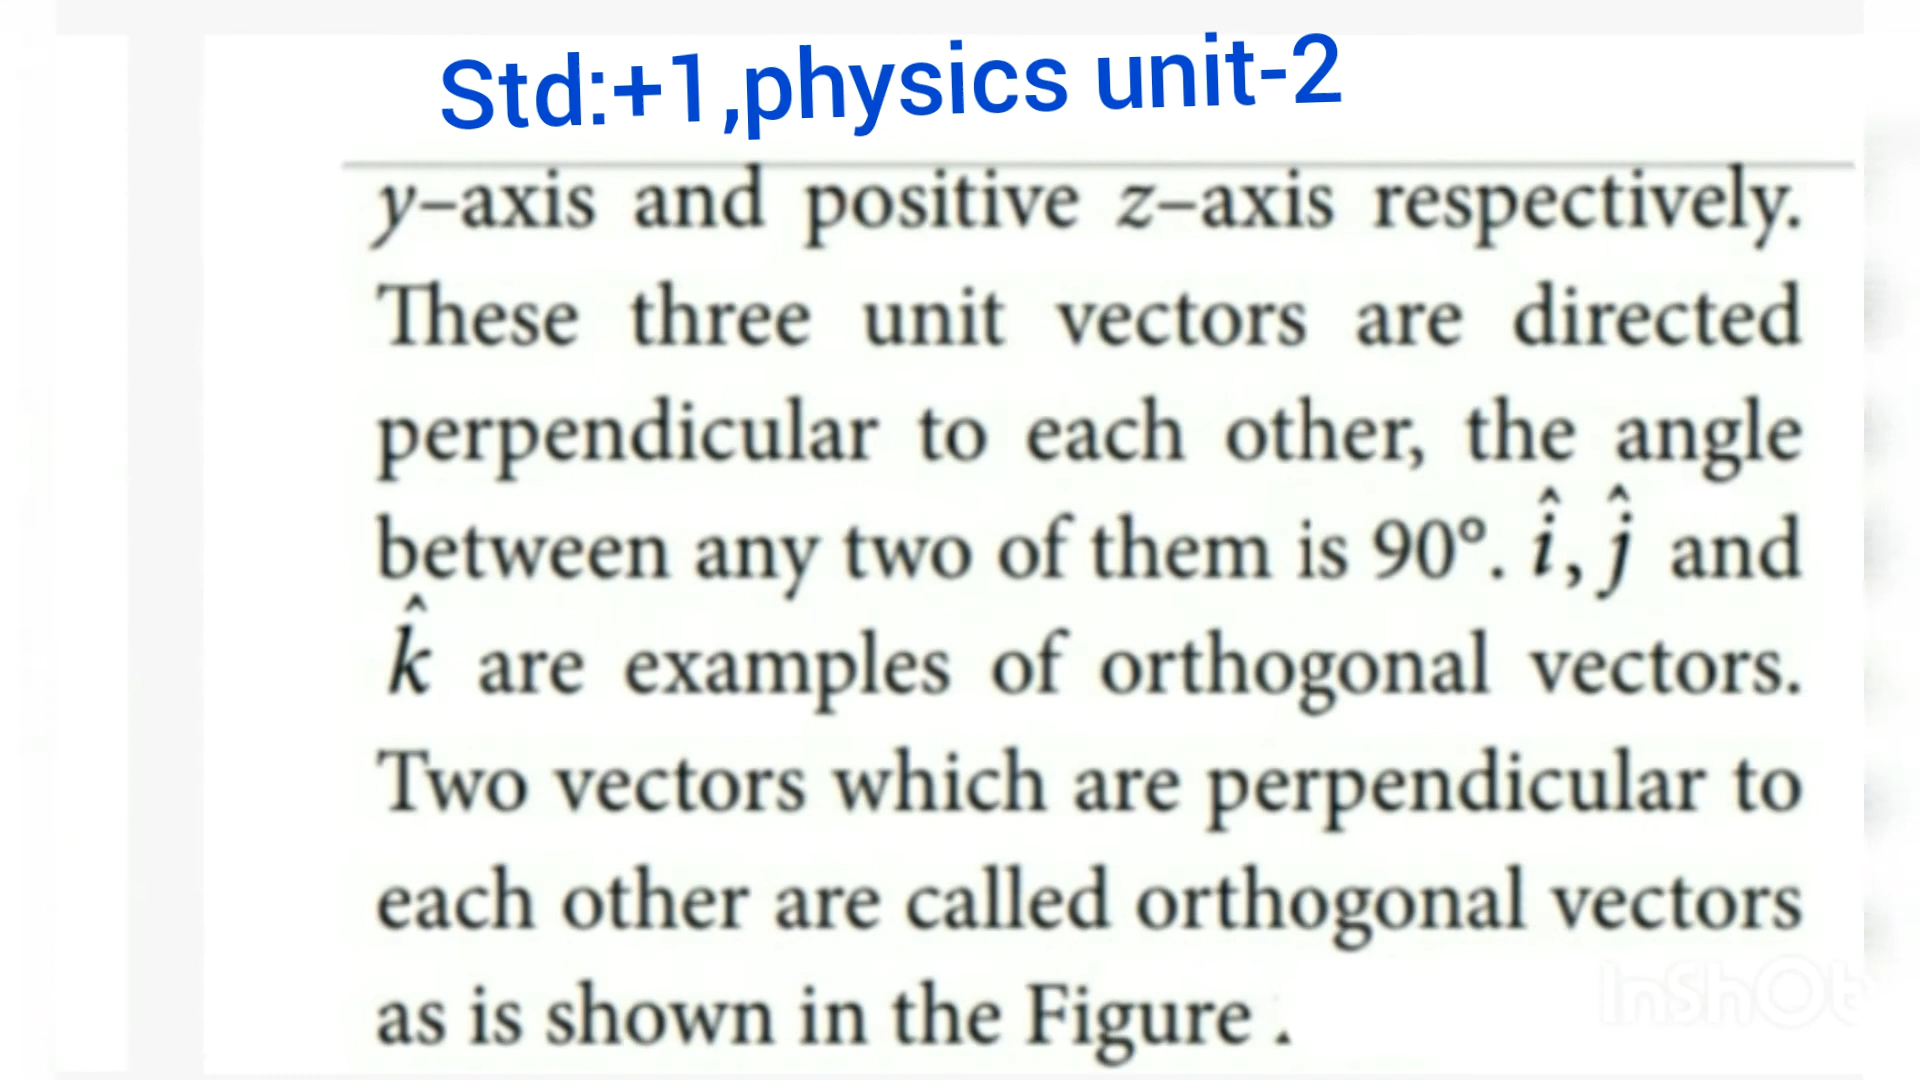 Std:+1,physics unit-2
y–axis and positive z–axis respectively.
These three unit vectors are directed
perpendicular to each other, the angle
between any two of them is 90°. î, ĵ and
k̂ are examples of orthogonal vectors.
Two vectors which are perpendicular to
each other are called orthogonal vectors
as is shown in the Figure .
InShOt